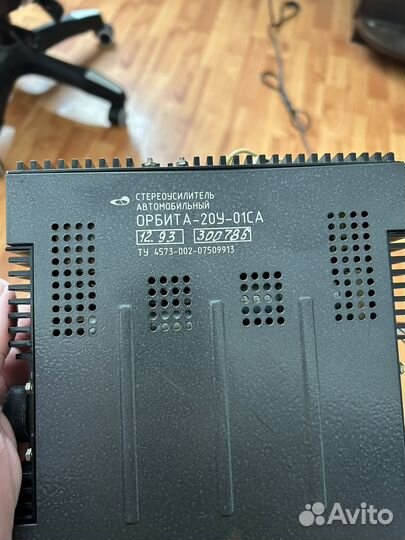 СТЕРЕОУСИЛИТЕЛЬ
АВТОМОБИЛЬНЫЙ
ОРБИТА-20У-01СА
12.93 300786
ТУ 4573-002-07509913
Avito